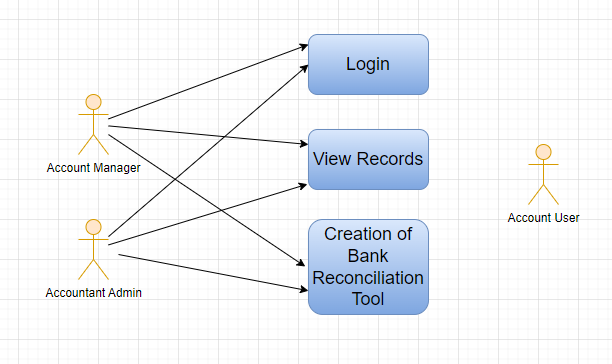 Login
Account Manager
View Records
Account User
Accountant Admin
Creation of
Bank
Reconciliation
Tool